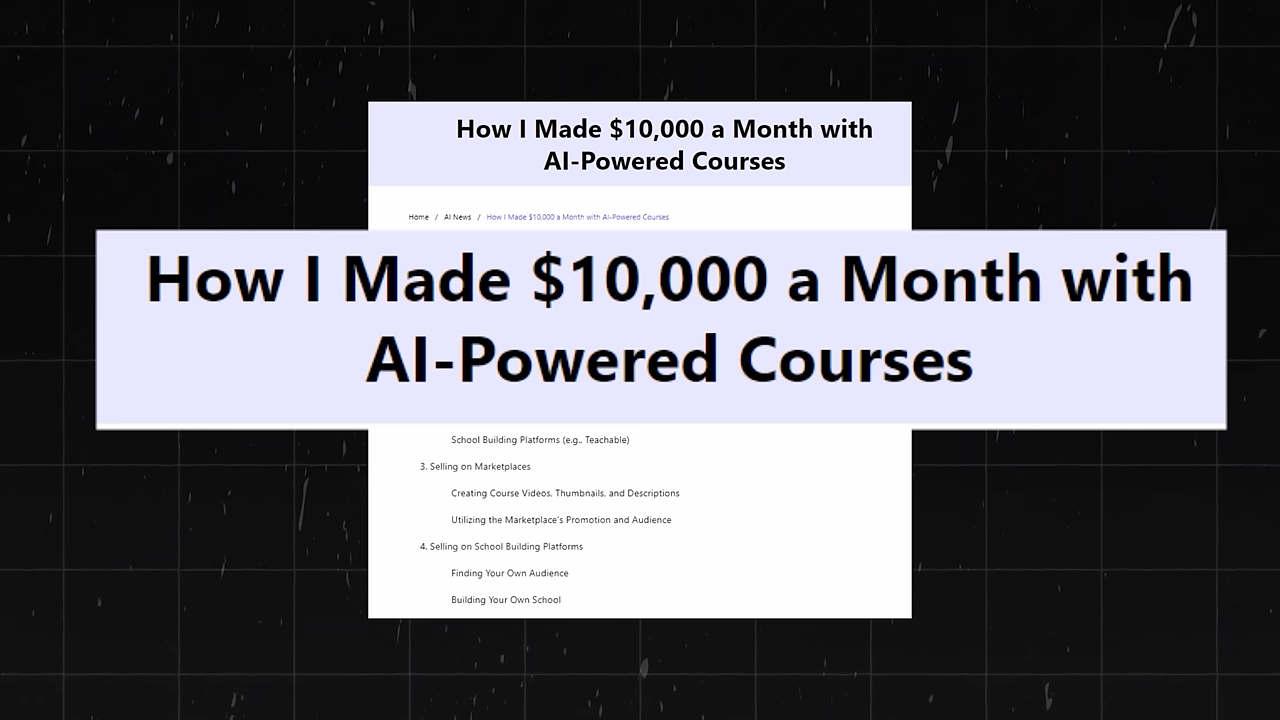 How I Made $10,000 a Month with
AI-Powered Courses
Home / AI News / How I Made $10,000 a Month with AI-Powered Courses
How I Made $10,000 a Month with
AI-Powered Courses
School Building Platforms (e.g., Teachable)
3. Selling on Marketplaces
Creating Course Videos, Thumbnails, and Descriptions
Utilizing the Marketplace's Promotion and Audience
4. Selling on School Building Platforms
Finding Your Own Audience
Building Your Own School